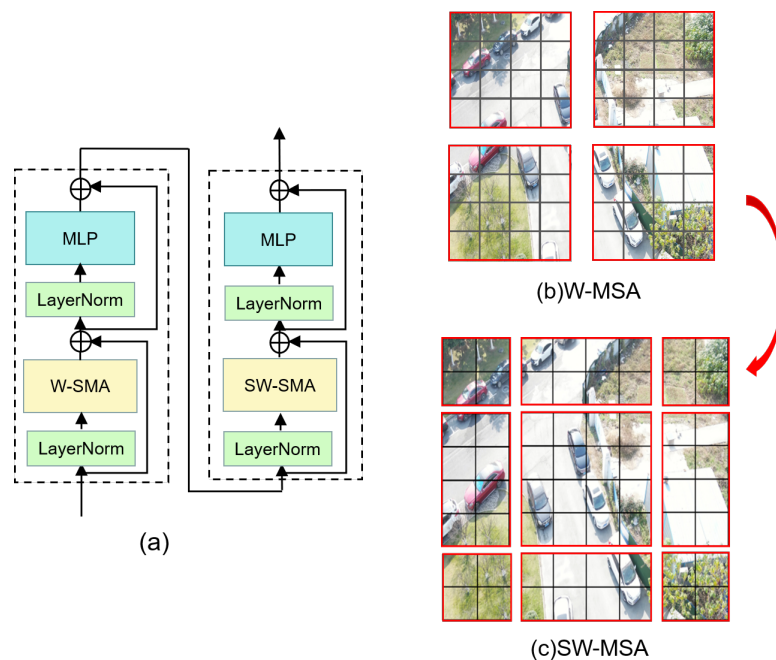 MLP
LayerNorm
W-SMA
LayerNorm
MLP
LayerNorm
SW-SMA
LayerNorm
(a)
(b)W-MSA
(c)SW-MSA